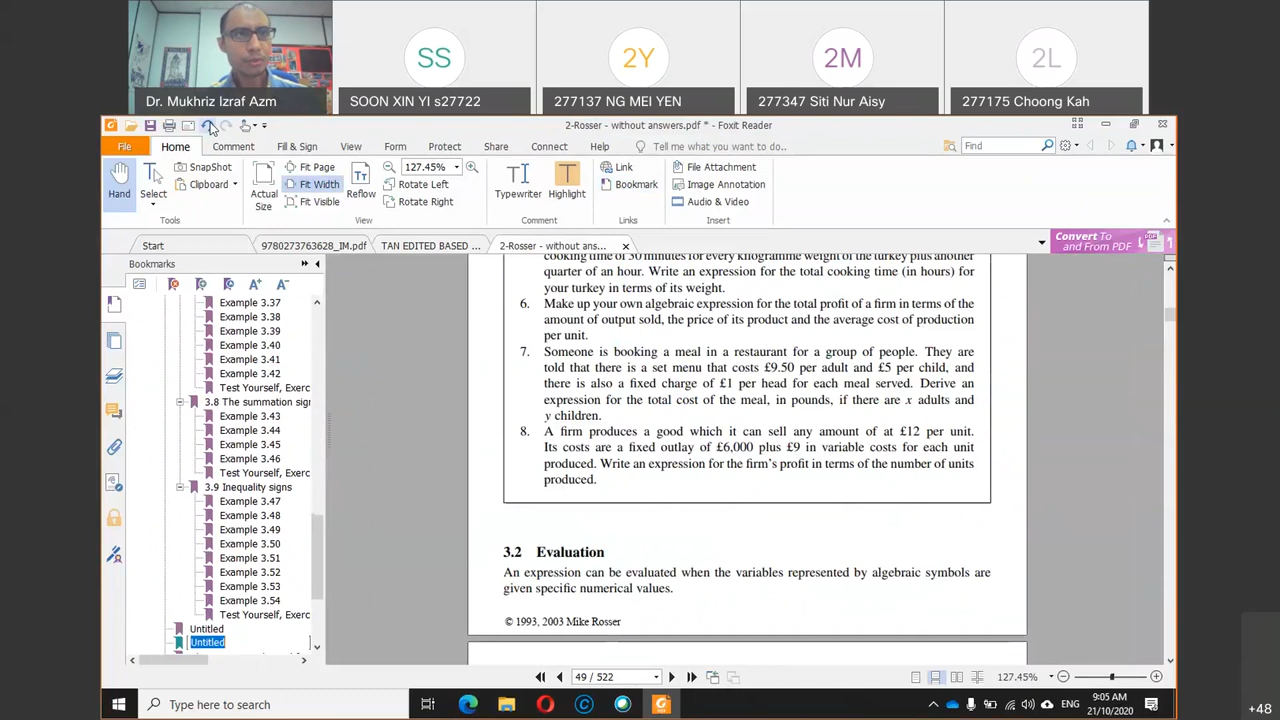 SS
2Y
2M
2L
Dr. Mukhriz Izraf Azm
SOON XIN YI s27722
277137 NG MEI YEN
277347 Siti Nur Aisy
277175 Choong Kah
2-Rosser - without answers.pdf * - Foxit Reader
File
Home
Comment
Fill & Sign
View
Form
Protect
Share
Connect
Help
Tell me what you want to do..
Find
Hand
Select
SnapShot
Clipboard
Tools
Actual
Size
Fit Page
Fit Width
Fit Visible
Reflow
127.45%
Rotate Left
Rotate Right
View
Typewriter
Highlight
Comment
Link
Bookmark
Links
File Attachment
Image Annotation
Audio & Video
Insert
Start
9780273763628_IM.pdf
TAN EDITED BASED ...
2-Rosser - without ans...
Convert To
and From PDF
PDF
Bookmarks
Example 3.37
Example 3.38
Example 3.39
Example 3.40
Example 3.41
Example 3.42
Test Yourself, Exerc
3.8 The summation sigr
Example 3.43
Example 3.44
Example 3.45
Example 3.46
Test Yourself, Exerc
3.9 Inequality signs
Example 3.47
Example 3.48
Example 3.49
Example 3.50
Example 3.51
Example 3.52
Example 3.53
Example 3.54
Test Yourself, Exerc
Untitled
Untitled
cooking time of 30 minutes for every kilogramme weight of the turkey plus another
quarter of an hour. Write an expression for the total cooking time (in hours) for
your turkey in terms of its weight.
6. Make up your own algebraic expression for the total profit of a firm in terms of the
amount of output sold, the price of its product and the average cost of production
per unit.
7. Someone is booking a meal in a restaurant for a group of people. They are
told that there is a set menu that costs £9.50 per adult and £5 per child, and
there is also a fixed charge of £1 per head for each meal served. Derive an
expression for the total cost of the meal, in pounds, if there are x adults and
y children.
8. A firm produces a good which it can sell any amount of at £12 per unit.
Its costs are a fixed outlay of £6,000 plus £9 in variable costs for each unit
produced. Write an expression for the firm's profit in terms of the number of units
produced.
3.2 Evaluation
An expression can be evaluated when the variables represented by algebraic symbols are
given specific numerical values.
© 1993, 2003 Mike Rosser
49 / 522
127.45%
Type here to search
ENG
9:05 AM
21/10/2020
+48